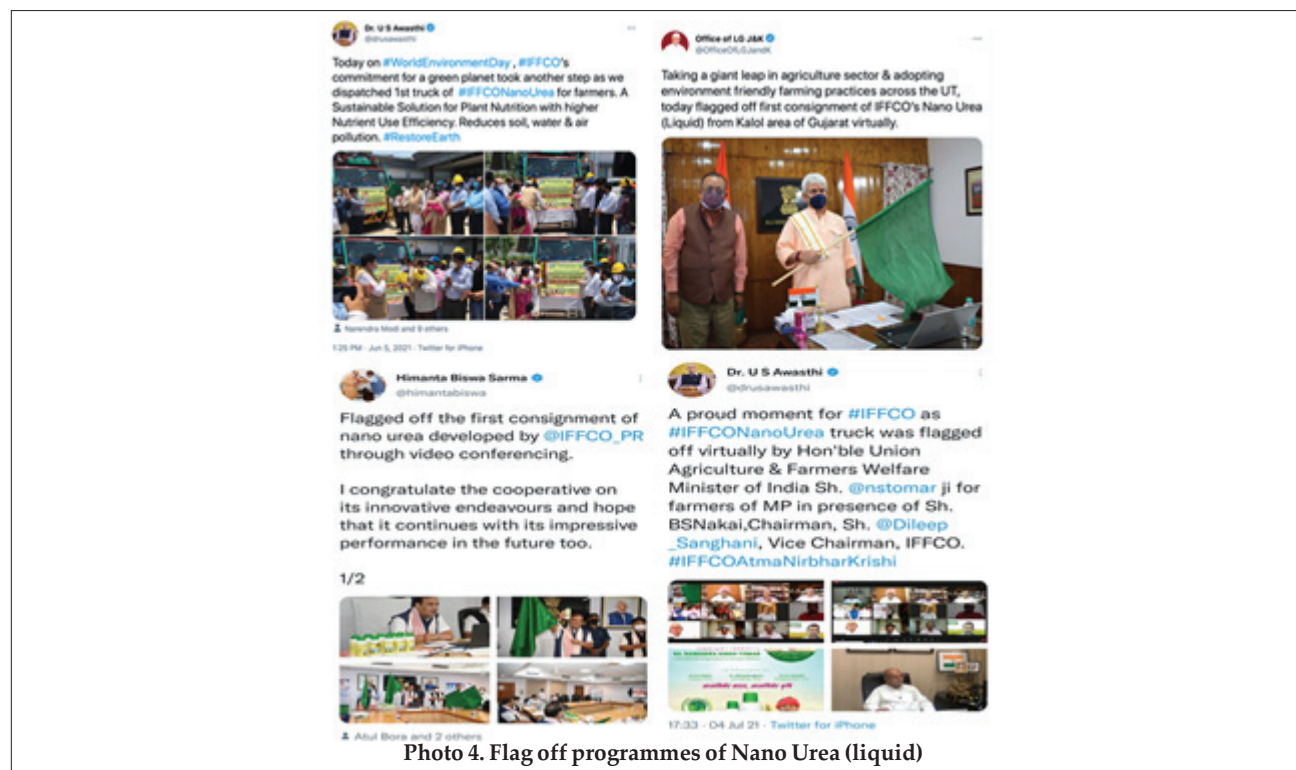 Dr. U S Awasthi
@drusawasthi
Today on #WorldEnvironmentDay , #IFFCO's
commitment for a green planet took another step as we
dispatched 1st truck of #IFFCONanoUrea for farmers. A
Sustainable Solution for Plant Nutrition with higher
Nutrient Use Efficiency. Reduces soil, water & air
pollution. #RestoreEarth
Narendra Modi and 9 others
1:25 PM · Jun 5, 2021 · Twitter for iPhone
Office of LG J&K
@OfficeOfLGJandK
Taking a giant leap in agriculture sector & adopting
environment friendly farming practices across the UT,
today flagged off first consignment of IFFCO's Nano Urea
(Liquid) from Kalol area of Gujarat virtually.
Himanta Biswa Sarma
@himantabiswa
Flagged off the first consignment of
nano urea developed by @IFFCO_PR
through video conferencing.
I congratulate the cooperative on
its innovative endeavours and hope
that it continues with its impressive
performance in the future too.
1/2
Atul Bora and 2 others
Dr. U S Awasthi
@drusawasthi
A proud moment for #IFFCO as
#IFFCONanoUrea truck was flagged
off virtually by Hon'ble Union
Agriculture & Farmers Welfare
Minister of India Sh. @nstomar ji for
farmers of MP in presence of Sh.
BSNakai,Chairman, Sh. @Dileep
_Sanghani, Vice Chairman, IFFCO.
#IFFCOAtmaNirbharKrishi
17:33 · 04 Jul 21 · Twitter for iPhone
Photo 4. Flag off programmes of Nano Urea (liquid)